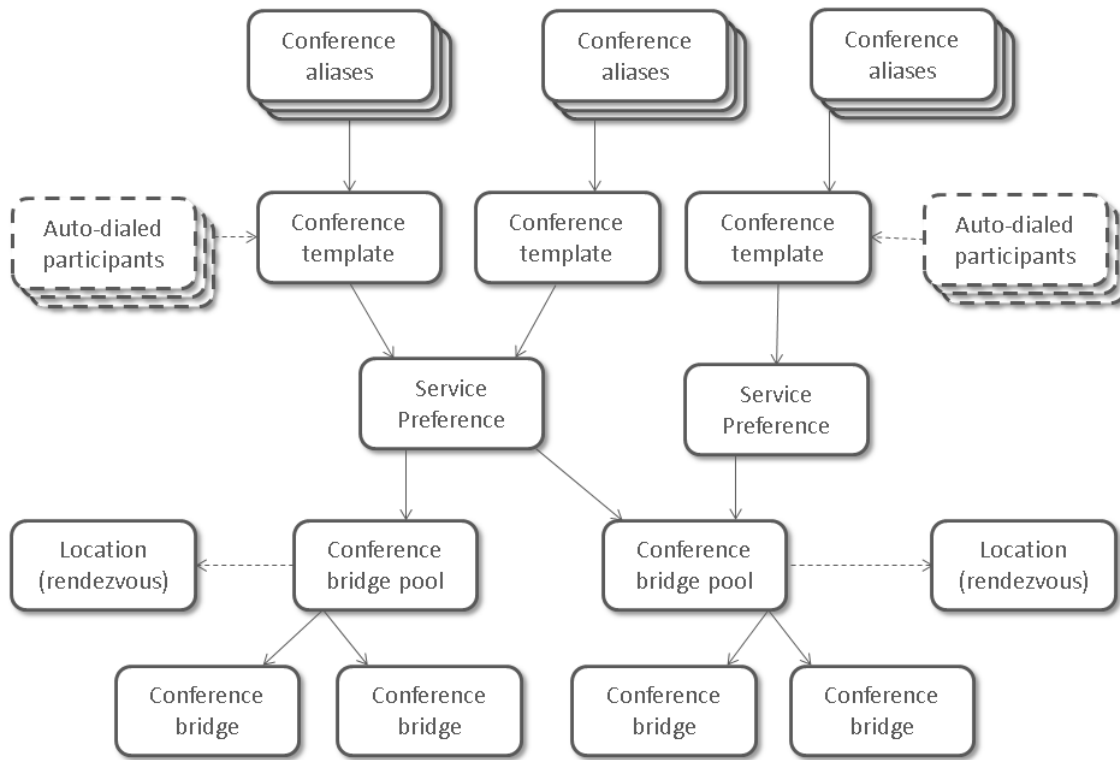 Conference
aliases
Conference
aliases
Conference
aliases
Auto-dialed
participants
Conference
template
Conference
template
Conference
template
Auto-dialed
participants
Service
Preference
Service
Preference
Location
(rendezvous)
Conference
bridge pool
Conference
bridge pool
Location
(rendezvous)
Conference
bridge
Conference
bridge
Conference
bridge
Conference
bridge